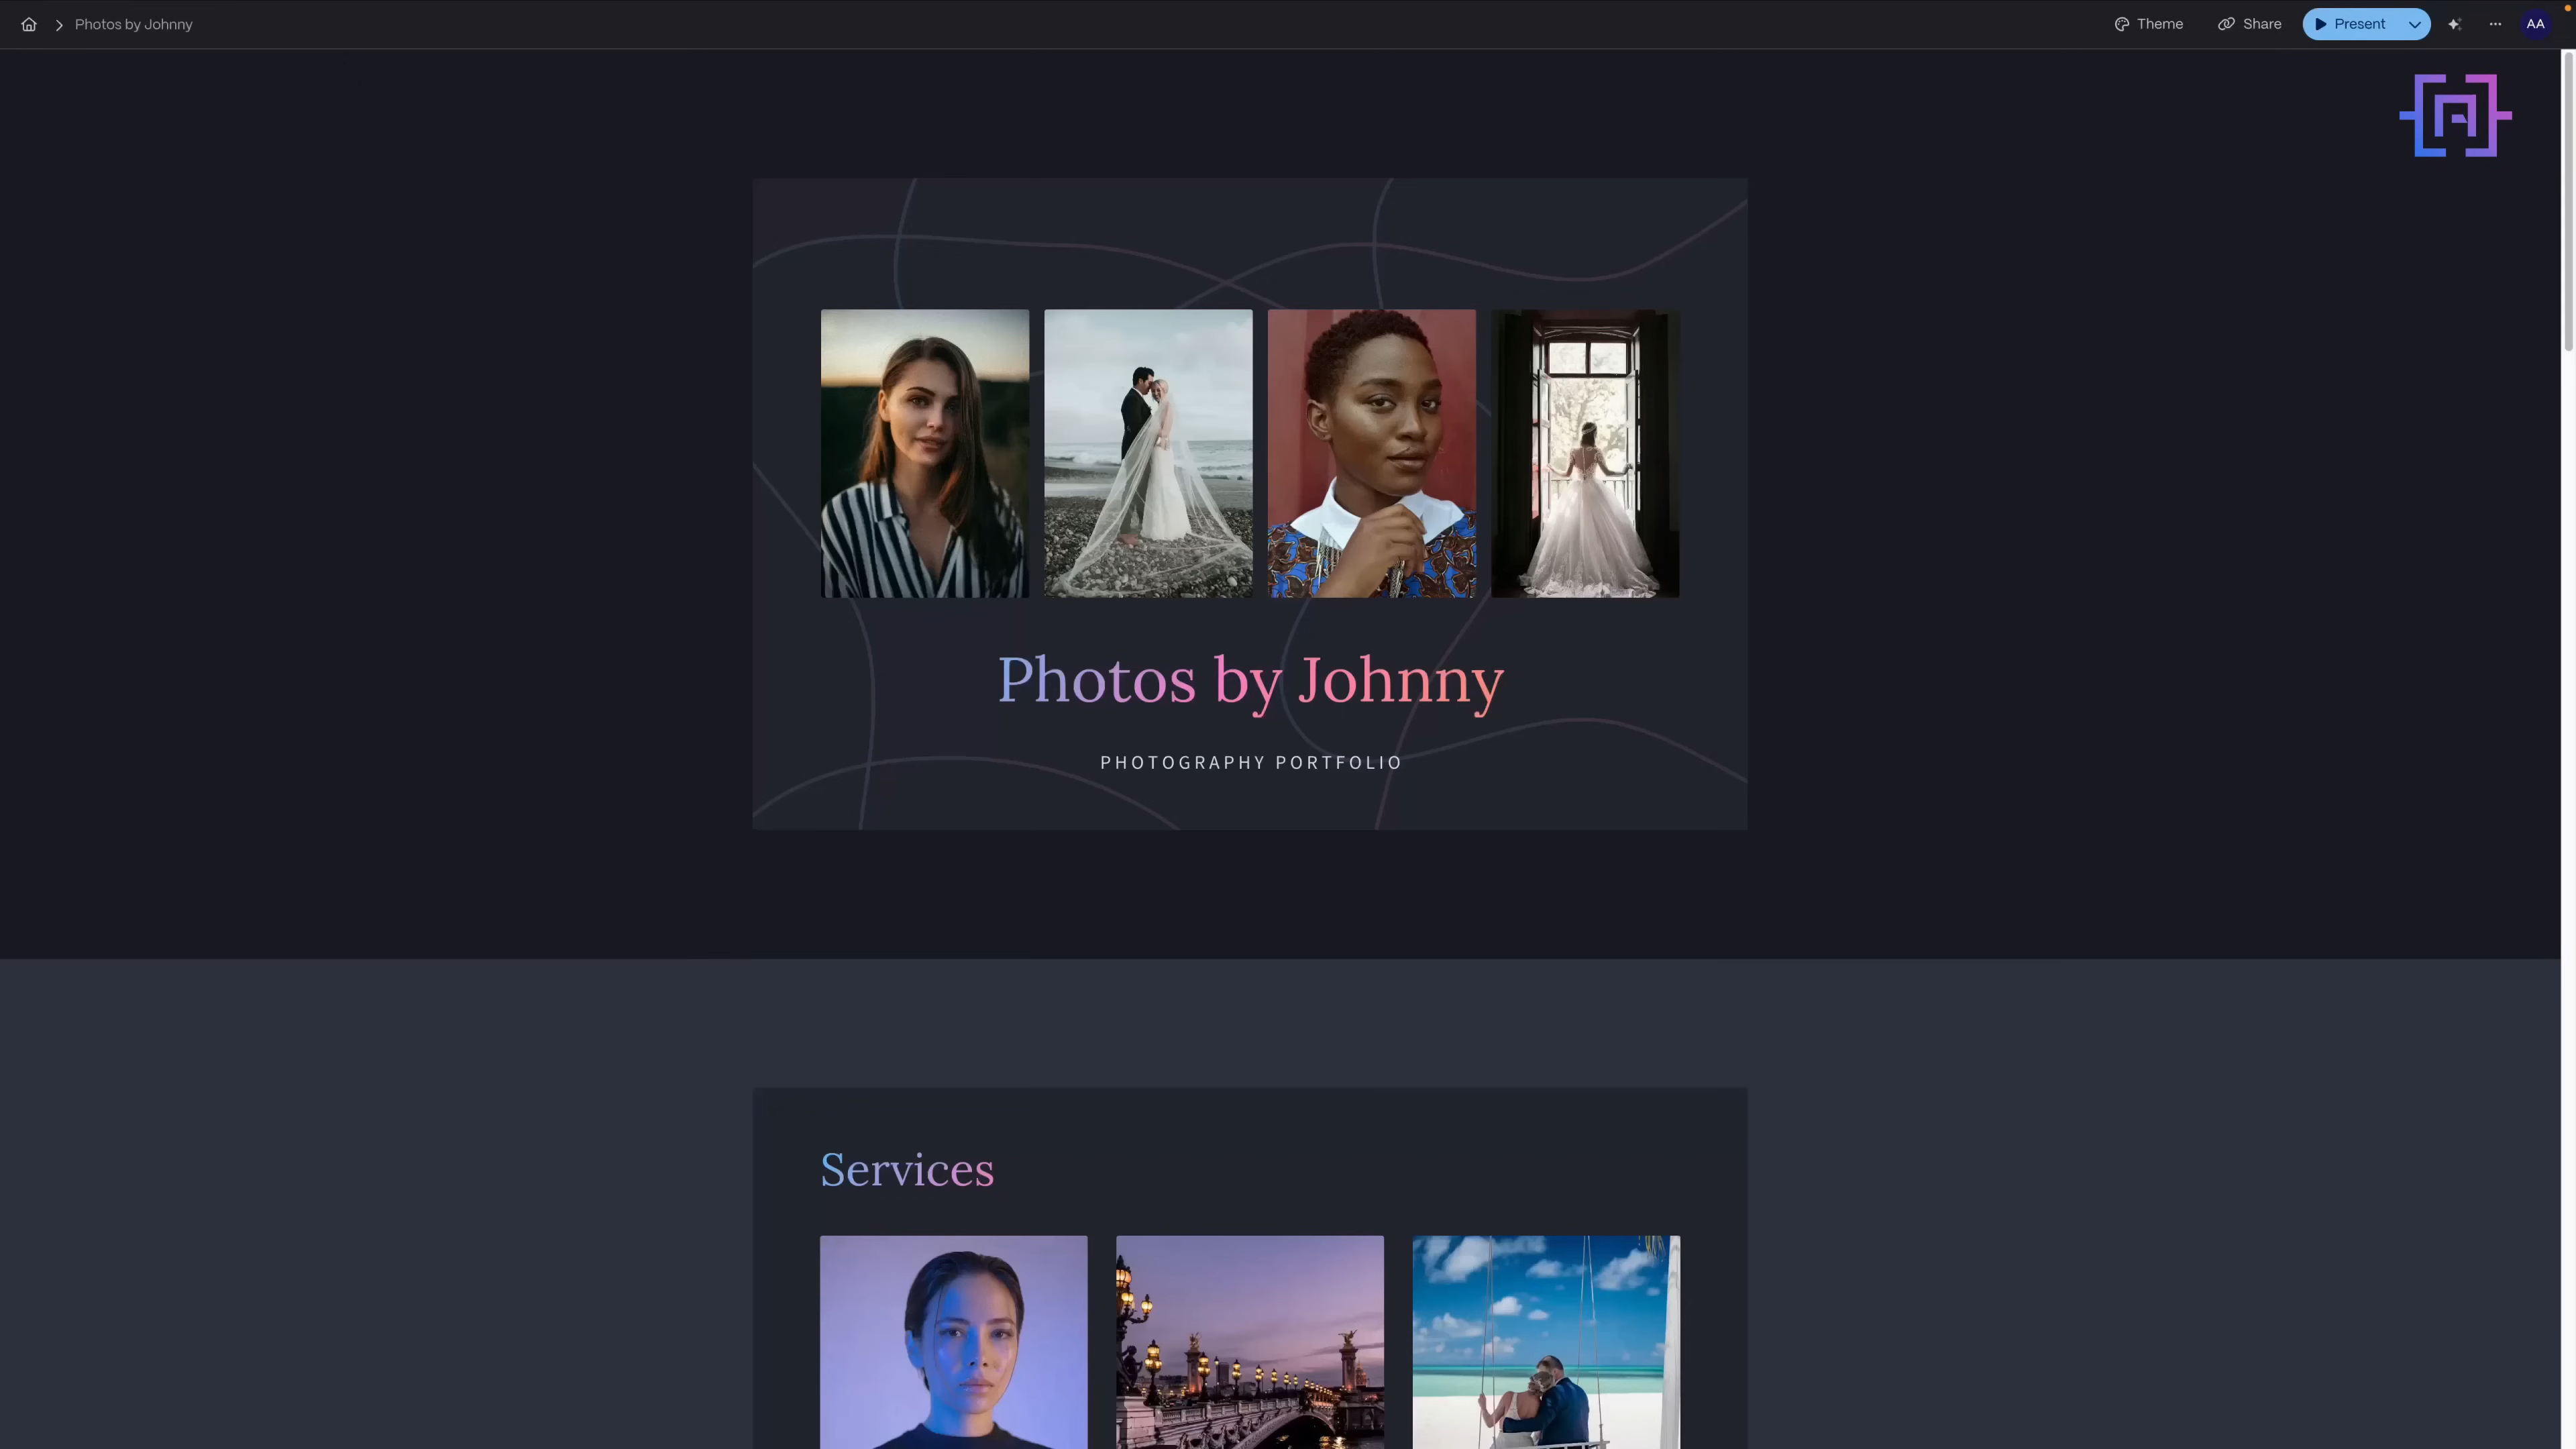 Photos by Johnny
Theme
Share
Present
AA
Photos by Johnny
PHOTOGRAPHY PORTFOLIO
Services